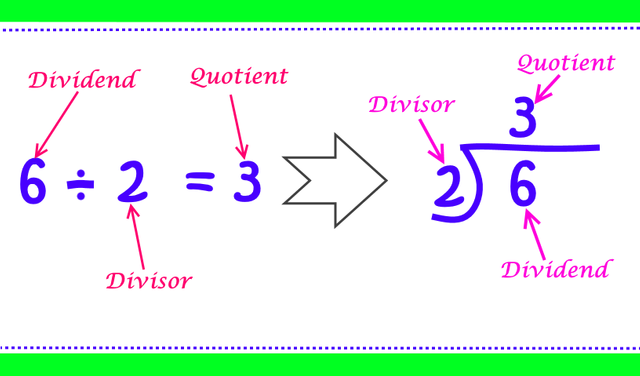 Dividend
Quotient
6 ÷ 2 = 3
Divisor
Quotient
Divisor
3
2 6
Dividend